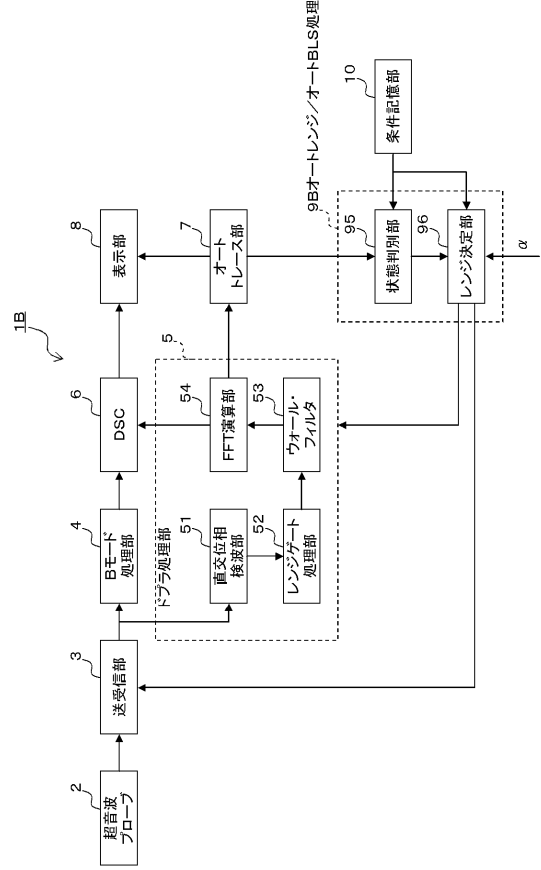 1B
2
超音波
プローブ
3
送受信部
4
Bモード
処理部
6
DSC
8
表示部
5
ドプラ処理部
51
直交位相
検波部
52
レンジゲート
処理部
53
ウォール・
フィルタ
54
FFT演算部
7
オート
トレース部
9Bオートレンジ/オートBLS処理
95
状態判別部
96
レンジ決定部
10
条件記憶部
α